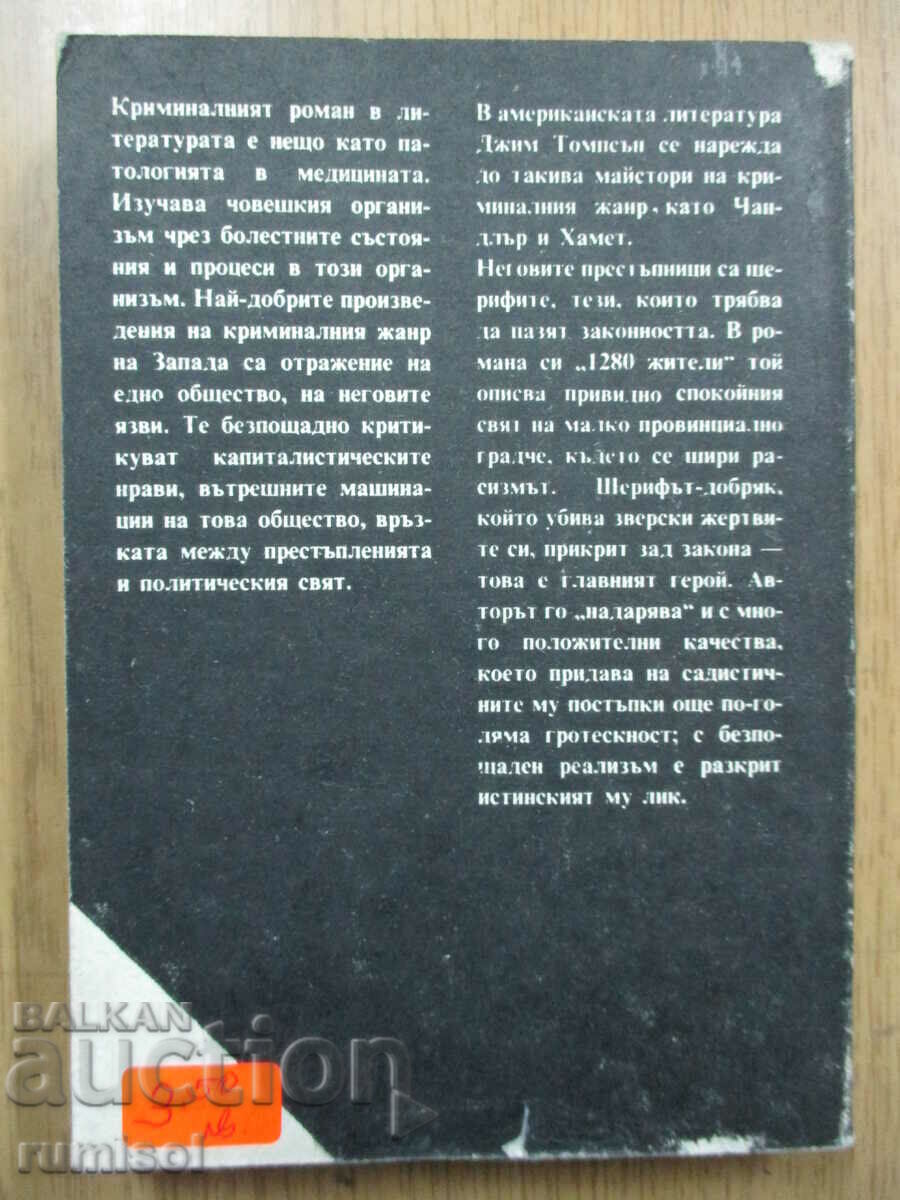 Криминалният роман в ли-
тературата е нещо като па-
тологията в медицината.
Изучава човешкия органи-
зъм чрез болестните състоя-
ния и процеси в този орга-
низъм. Най-добрите произве-
дения на криминалния жанр
на Запада са отражение на
едно общество, на неговите
язви. Те безпощадно крити-
куват капиталистическите
нрави, вътрешните машина-
ции на това общество, връз-
ката между престъпленията
и политическия свят.
В американската литература
Джим Томпсън се нарежда
до такива майстори на кри-
миналния жанр, като Чан-
длър и Хамет.
Неговите престъпници са ше-
рифите, тези, които трябва
да пазят законността. В ро-
мана си „1280 жители“ той
описва привидно спокойния
свят на малко провинциално
градче, където се шири ра-
сизмът. Шерифът-добряк,
който убива зверски жертви-
те си, прикрит зад закона —
това е главният герой. Ав-
торът го „надарява“ и с мно-
го положителни качества,
което придава на садистич-
ните му постъпки още по-го-
ляма гротескност; с безпо-
щаден реализъм е разкрит
истинският му лик.
BALKAN
auction
3 50
лв.
rumisol